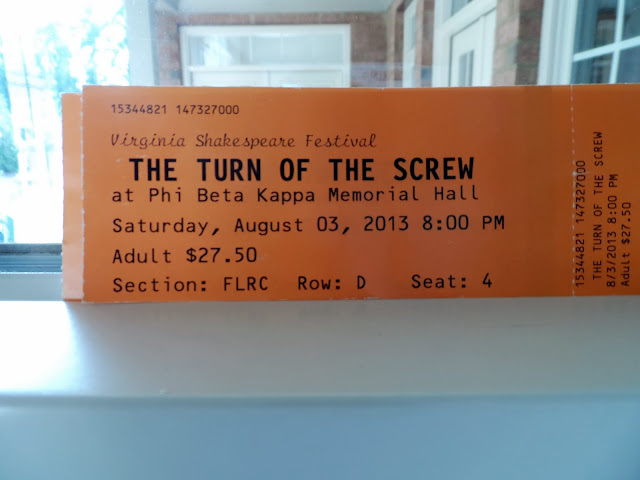 15344821 147327000
Virginia Shakespeare Festival
THE TURN OF THE SCREW
at Phi Beta Kappa Memorial Hall
Saturday, August 03, 2013 8:00 PM
Adult $27.50
Section: FLRC Row: D Seat: 4
15344821 147327000
THE TURN OF THE SCREW
8/3/2013 8:00 PM
Adult $27.50